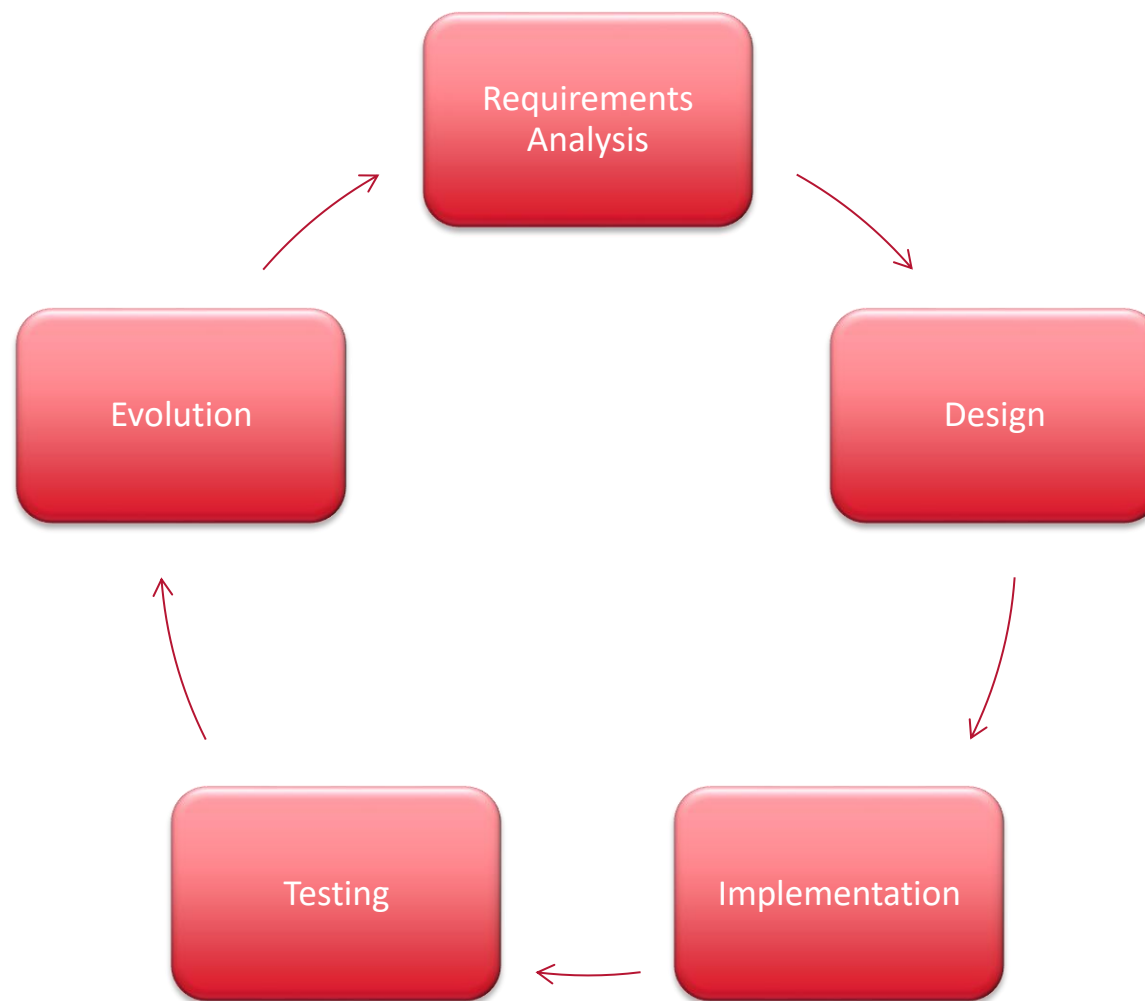 Requirements
Analysis
Evolution
Design
Testing
Implementation